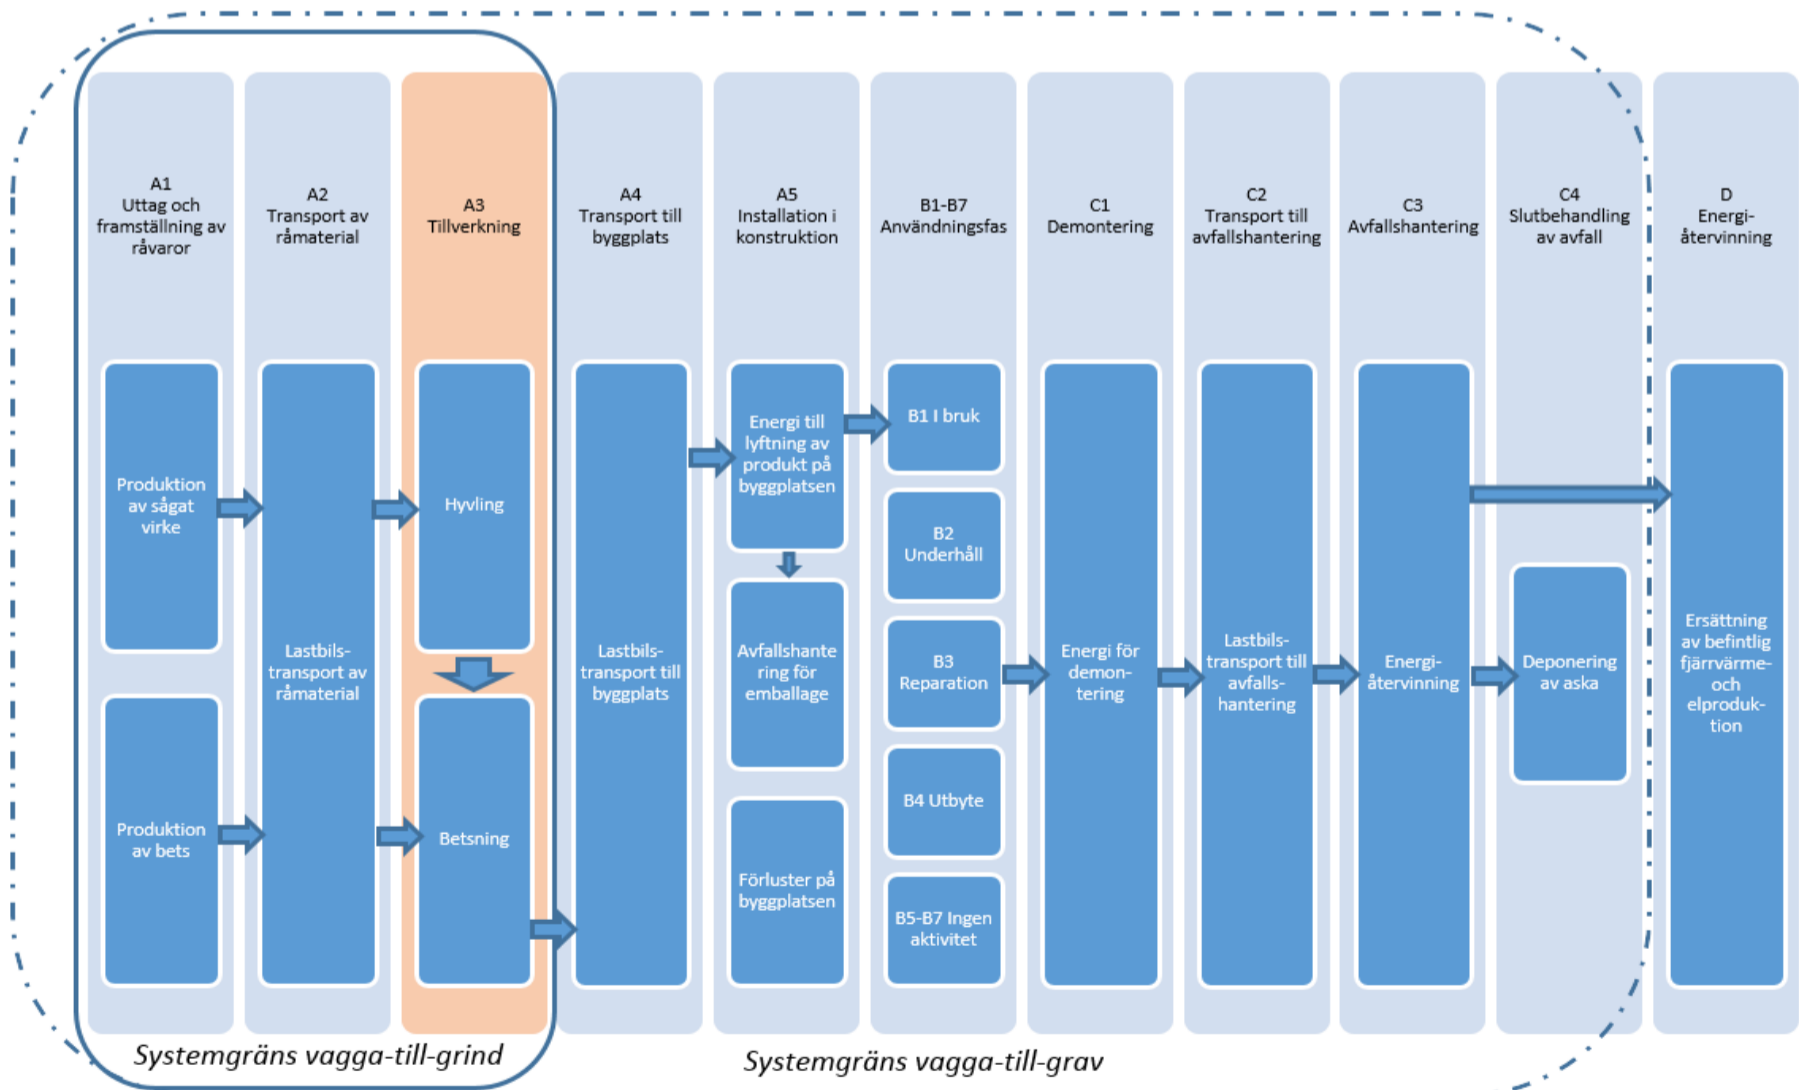 A1
Uttag och
framställning av
råvaror
A2
Transport av
råmaterial
A3
Tillverkning
A4
Transport till
byggplats
A5
Installation i
konstruktion
B1-B7
Användningsfas
C1
Demontering
C2
Transport till
avfallshantering
C3
Avfallshantering
C4
Slutbehandling
av avfall
D
Energi-
återvinning
Produktion
av sågat
virke
Produktion
av bets
Lastbils-
transport av
råmaterial
Hyvling
Betsning
Lastbils-
transport till
byggplats
Energi till
lyftning av
produkt på
byggplatsen
Avfallshante
ring för
emballage
Förluster på
byggplatsen
B1 I bruk
B2
Underhåll
B3
Reparation
B4 Utbyte
B5-B7 Ingen
aktivitet
Energi för
demon-
tering
Lastbils-
transport till
avfalls-
hantering
Energi-
återvinning
Deponering
av aska
Ersättning
av befintlig
fjärrvärme-
och
elproduk-
tion
Systemgräns vagga-till-grind
Systemgräns vagga-till-grav